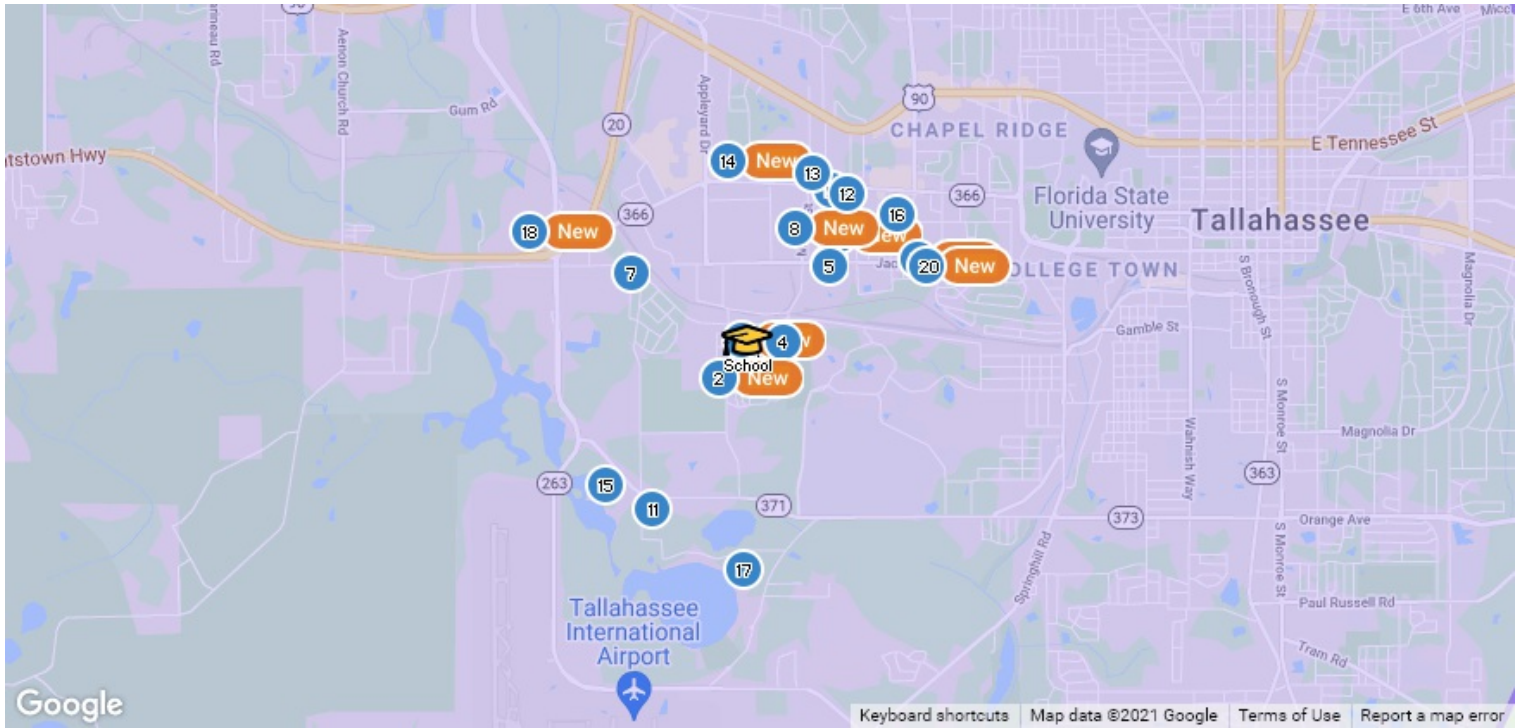 E 6th Ave
Aenon Church Rd
Gum Rd
Appleyard Dr
20
90
CHAPEL RIDGE
E Tennessee St
14
New
13
12
366
Florida State
University
366
16
Tallahassee
18
New
8
New
New
7
5
20
New
Magnolia Dr
S Bronough St
Gamble St
4
School
2
New
S Monroe St
Magnolia Dr
Wahnish Way
263
15
11
371
363
373
Orange Ave
S Monroe St
17
Springhill Rd
Tallahassee
International
Airport
Paul Russell Rd
Tram Rd
Google
Keyboard shortcuts
Map data ©2021 Google
Terms of Use
Report a map error